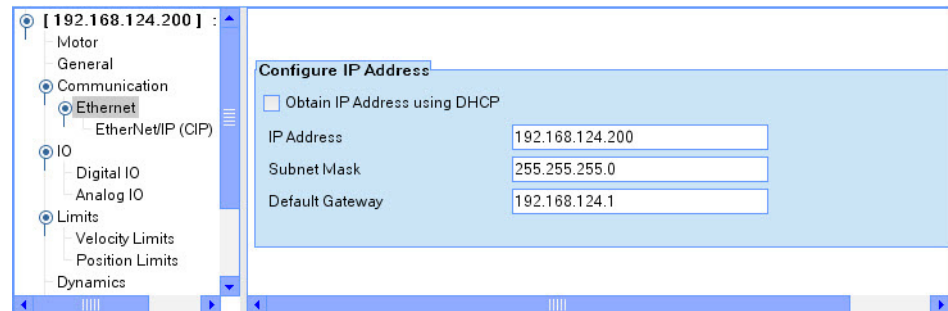 [ 192.168.124.200 ] :
Motor
General
Communication
Ethernet
EtherNet/IP (CIP)
IO
Digital IO
Analog IO
Limits
Velocity Limits
Position Limits
Dynamics
Configure IP Address
Obtain IP Address using DHCP
IP Address 192.168.124.200
Subnet Mask 255.255.255.0
Default Gateway 192.168.124.1